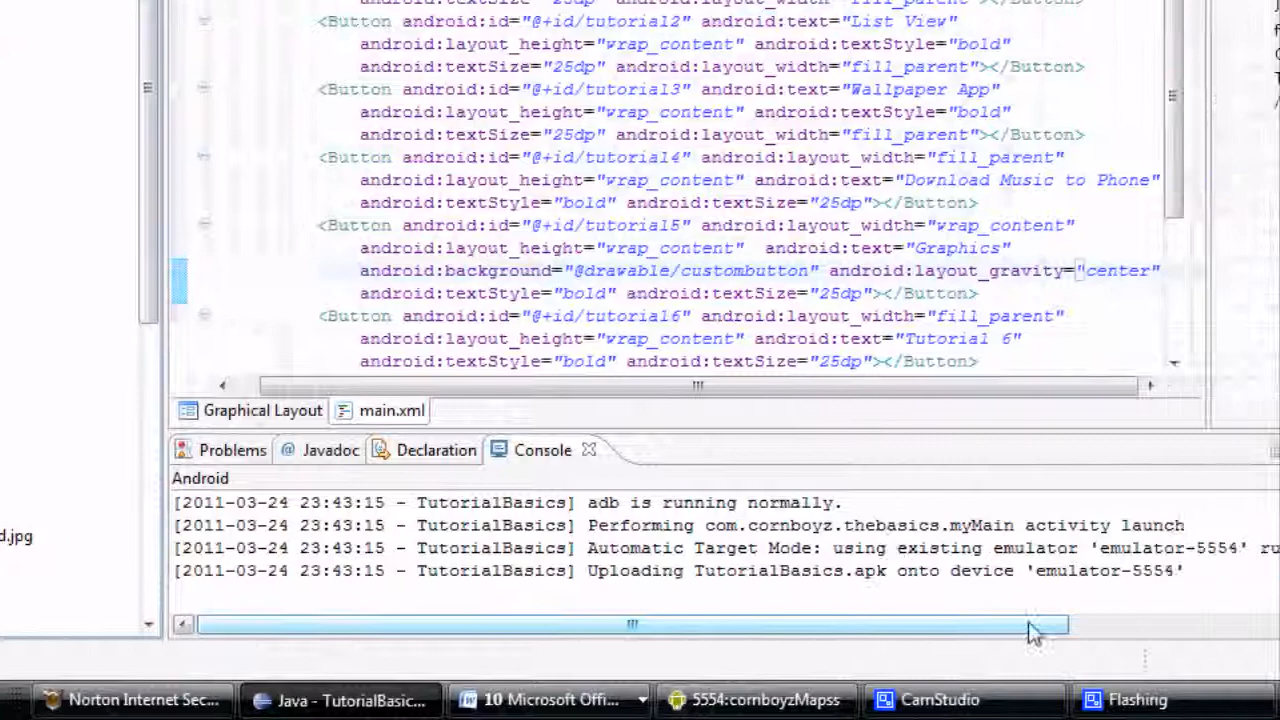 <Button android:id="@+id/tutorial2" android:text="List View"
android:layout_height="wrap_content" android:textStyle="bold"
android:textSize="25dp" android:layout_width="fill_parent"></Button>
<Button android:id="@+id/tutorial3" android:text="Wallpaper App"
android:layout_height="wrap_content" android:textStyle="bold"
android:textSize="25dp" android:layout_width="fill_parent"></Button>
<Button android:id="@+id/tutorial4" android:layout_width="fill_parent"
android:layout_height="wrap_content" android:text="Download Music to Phone"
android:textStyle="bold" android:textSize="25dp"></Button>
<Button android:id="@+id/tutorial5" android:layout_width="wrap_content"
android:layout_height="wrap_content"  android:text="Graphics"
android:background="@drawable/custombutton" android:layout_gravity="center"
android:textStyle="bold" android:textSize="25dp"></Button>
<Button android:id="@+id/tutorial6" android:layout_width="fill_parent"
android:layout_height="wrap_content" android:text="Tutorial 6"
android:textStyle="bold" android:textSize="25dp"></Button>
Graphical Layout main.xml
Problems Javadoc Declaration Console
Android
[2011-03-24 23:43:15 - TutorialBasics] adb is running normally.
[2011-03-24 23:43:15 - TutorialBasics] Performing com.cornboyz.thebasics.myMain activity launch
d.jpg
[2011-03-24 23:43:15 - TutorialBasics] Automatic Target Mode: using existing emulator 'emulator-5554' ru
[2011-03-24 23:43:15 - TutorialBasics] Uploading TutorialBasics.apk onto device 'emulator-5554'
Norton Internet Sec... Java - TutorialBasic... 10 Microsoft Offi... 5554:cornboyzMapss CamStudio Flashing